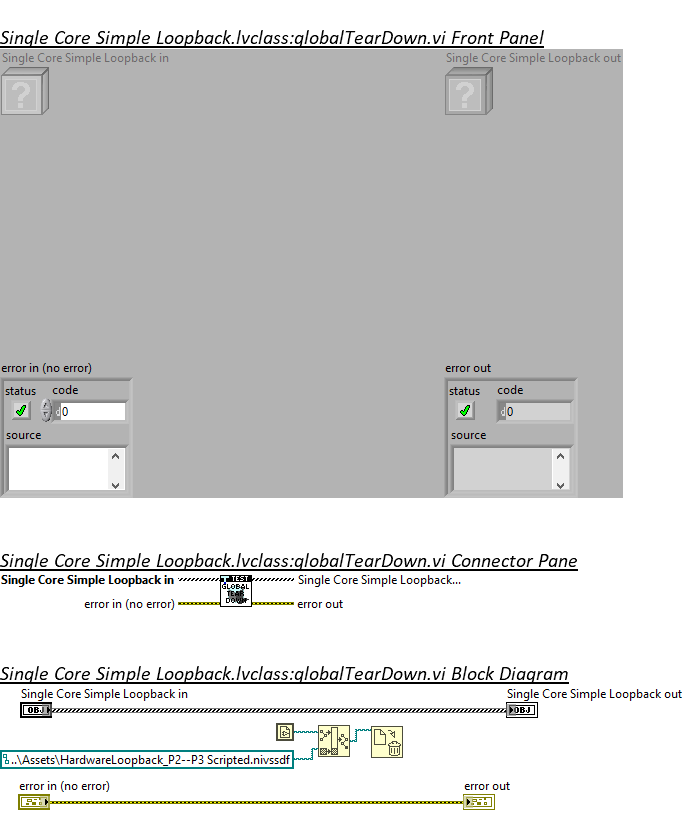 Single Core Simple Loopback.lvclass:globalTearDown.vi Front Panel
Single Core Simple Loopback in
Single Core Simple Loopback out
?
?
error in (no error)
error out
status code
status code
d 0
d 0
source
source
Single Core Simple Loopback.lvclass:globalTearDown.vi Connector Pane
Single Core Simple Loopback in
TEST
GLOBAL
TEAR
DOWN
Single Core Simple Loopback...
error in (no error)
error out
Single Core Simple Loopback.lvclass:globalTearDown.vi Block Diagram
Single Core Simple Loopback in
Single Core Simple Loopback out
OBJ
OBJ
..\Assets\HardwareLoopback_P2--P3 Scripted.nivssdf
error in (no error)
error out